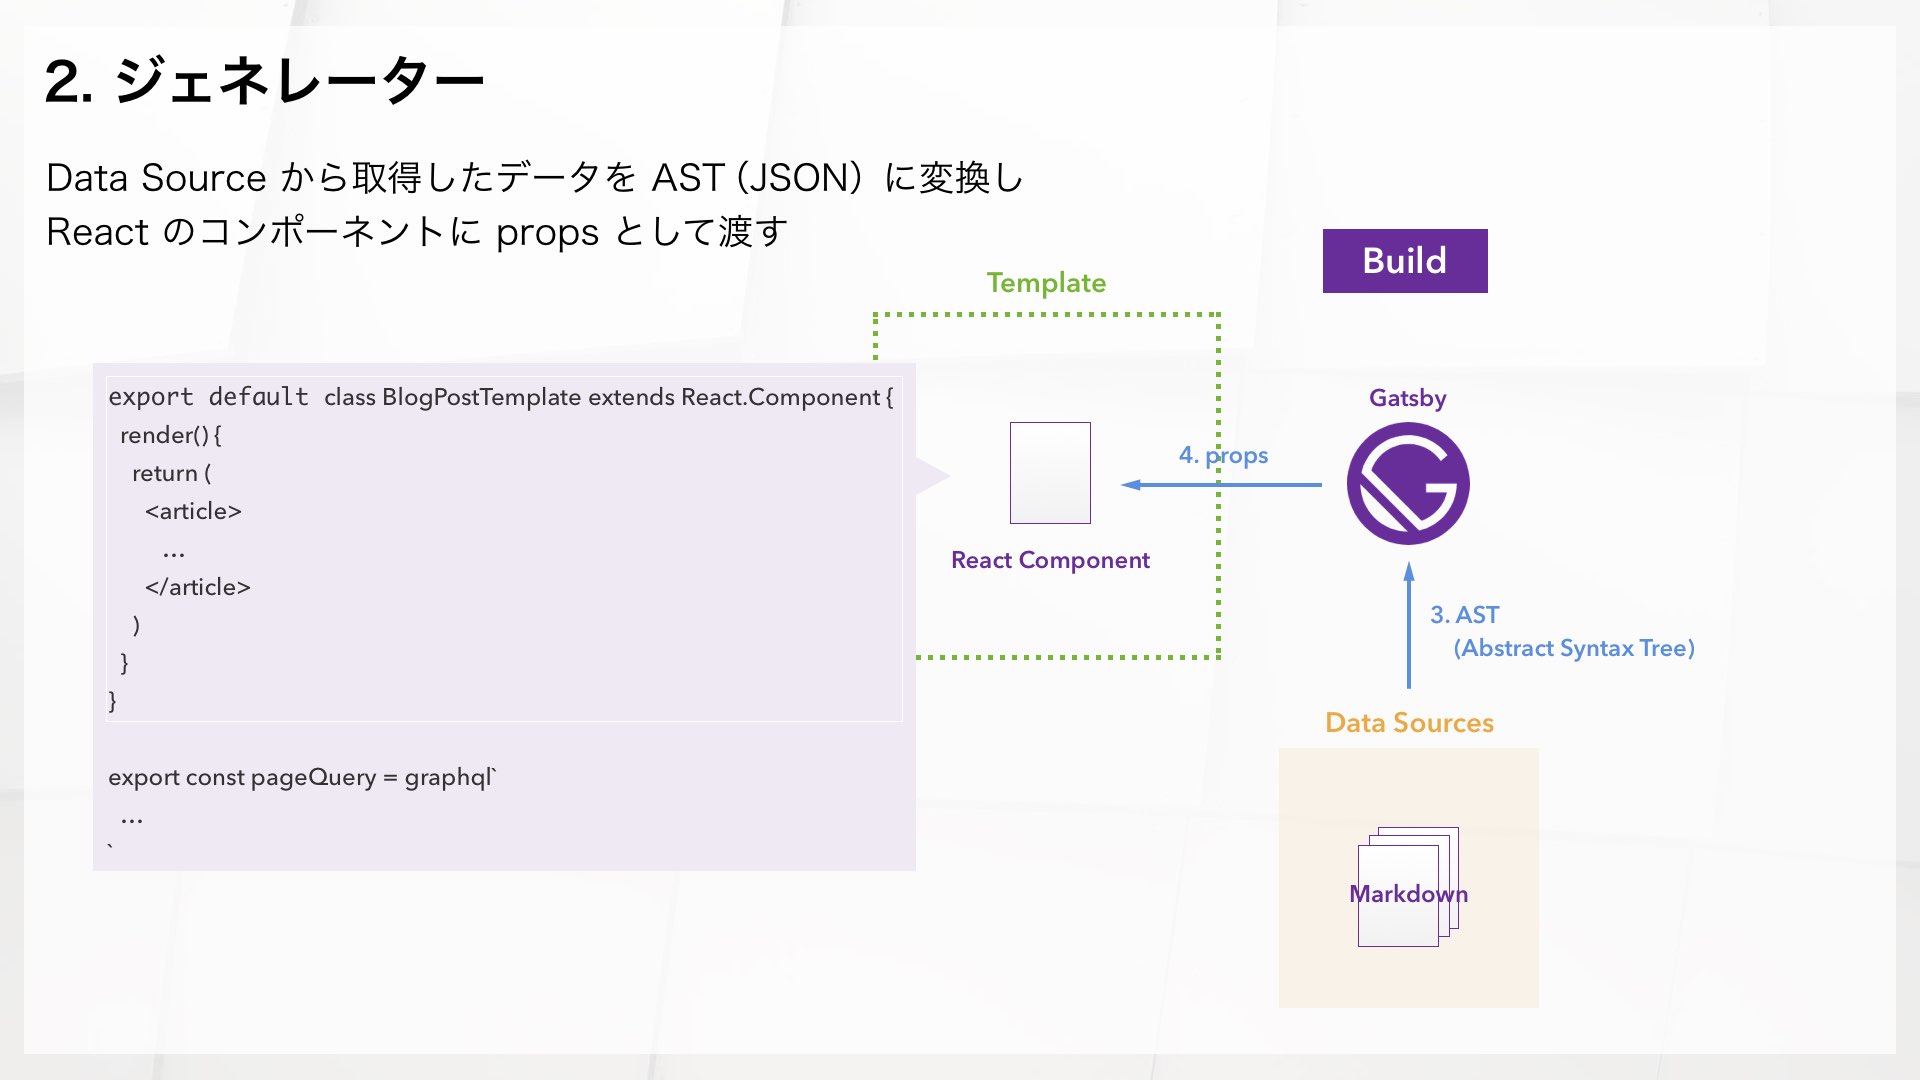 2. ジェネレーター
Data Source から取得したデータを AST（JSON）に変換し
React のコンポーネントに props として渡す
Build
Template
export default class BlogPostTemplate extends React.Component {
render() {
return (
<article>
...
</article>
)
}
}
export const pageQuery = graphql`
...
`
React Component
4. props
Gatsby
3. AST
(Abstract Syntax Tree)
Data Sources
Markdown